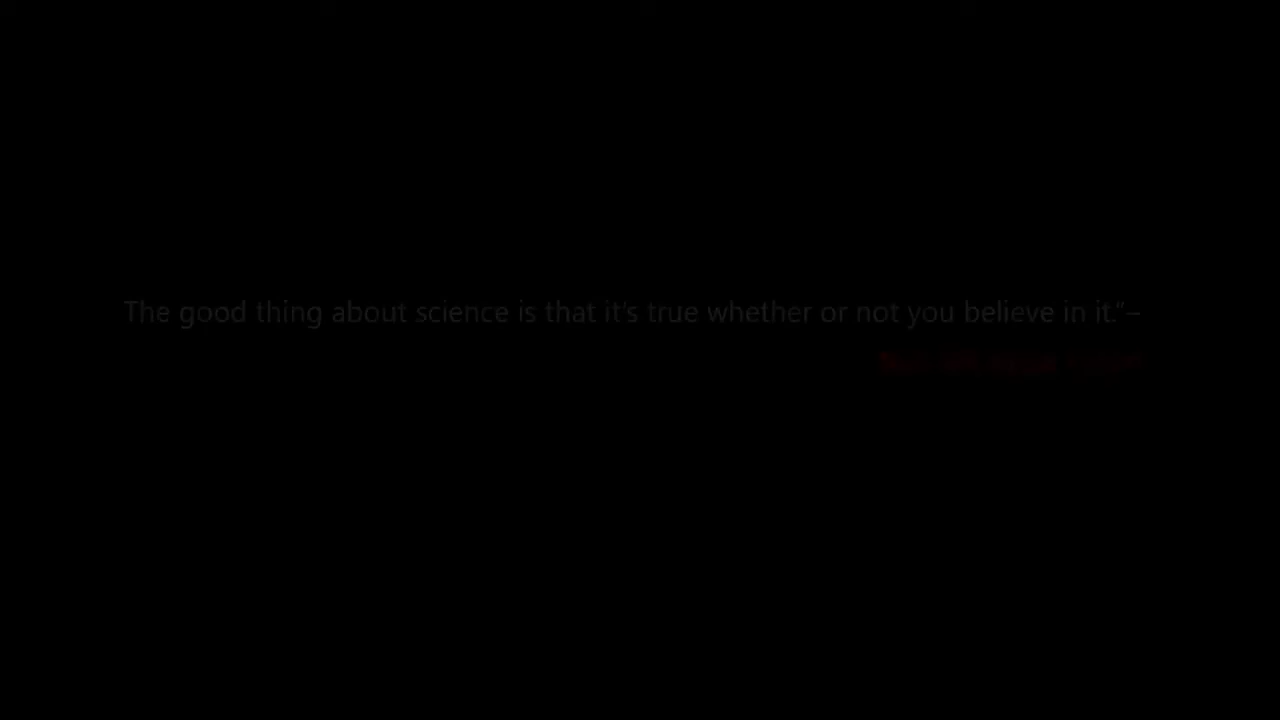 The good thing about science is that it's true whether or not you believe in it."–